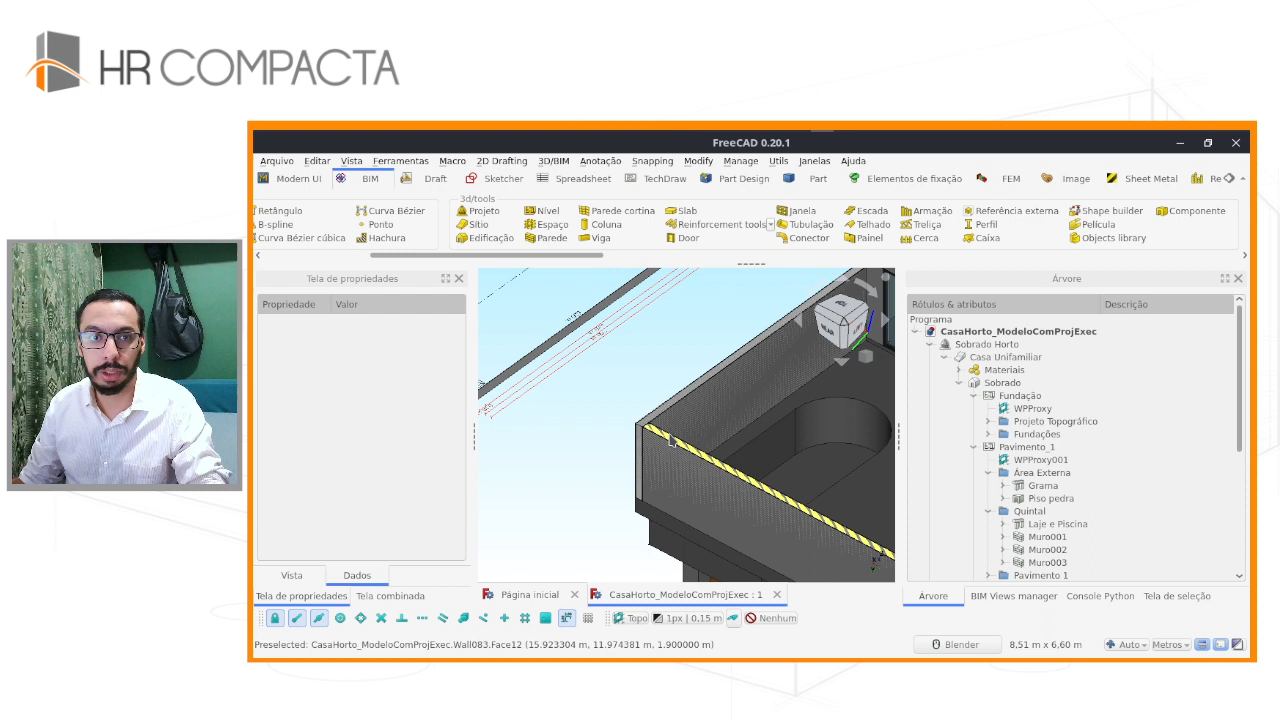 HR COMPACTA
FreeCAD 0.20.1
Arquivo Editar Vista Ferramentas Macro 2D Drafting 3D/BIM Anotação Snapping Modify Manage Utils Janelas Ajuda
Modern UI BIM Draft Sketcher Spreadsheet TechDraw Part Design Part Elementos de fixação FEM Image Sheet Metal Re
3d/tools
Retângulo Curva Bézier Projeto Nível Parede cortina Slab Janela Escada Armação Referência externa Shape builder Componente
B-spline Ponto Sítio Espaço Coluna Reinforcement tools Tubulação Telhado Treliça Perfil Película
Curva Bézier cúbica Hachura Edificação Parede Viga Door Conector Painel Cerca Caixa Objects library
Tela de propriedades Árvore
Propriedade Valor
Rótulos & atributos Descrição
Programa
CasaHorto_ModeloComProjExec
Sobrado Horto
Casa Unifamiliar
Materiais
Sobrado
Fundação
WPProxy
Projeto Topográfico
Fundações
Pavimento_1
WPProxy001
Área Externa
Grama
Piso pedra
Quintal
Laje e Piscina
Muro001
Muro002
Muro003
Pavimento 1
Vista Dados
Tela de propriedades Tela combinada Página inicial CasaHorto_ModeloComProjExec : 1 Árvore BIM Views manager Console Python Tela de seleção
Topo 1px | 0,15 m Nenhum
Preselected: CasaHorto_ModeloComProjExec.Wall083.Face12 (15.923304 m, 11.974381 m, 1.900000 m) Blender 8,51 m x 6,60 m Auto Metros